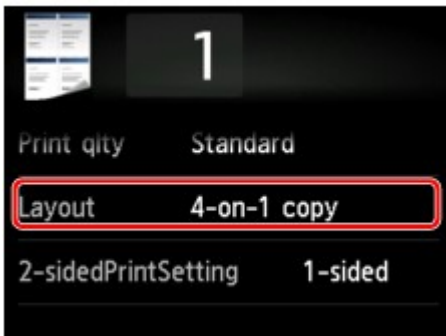 1
Print qlty Standard
Layout 4-on-1 copy
2-sidedPrintSetting 1-sided